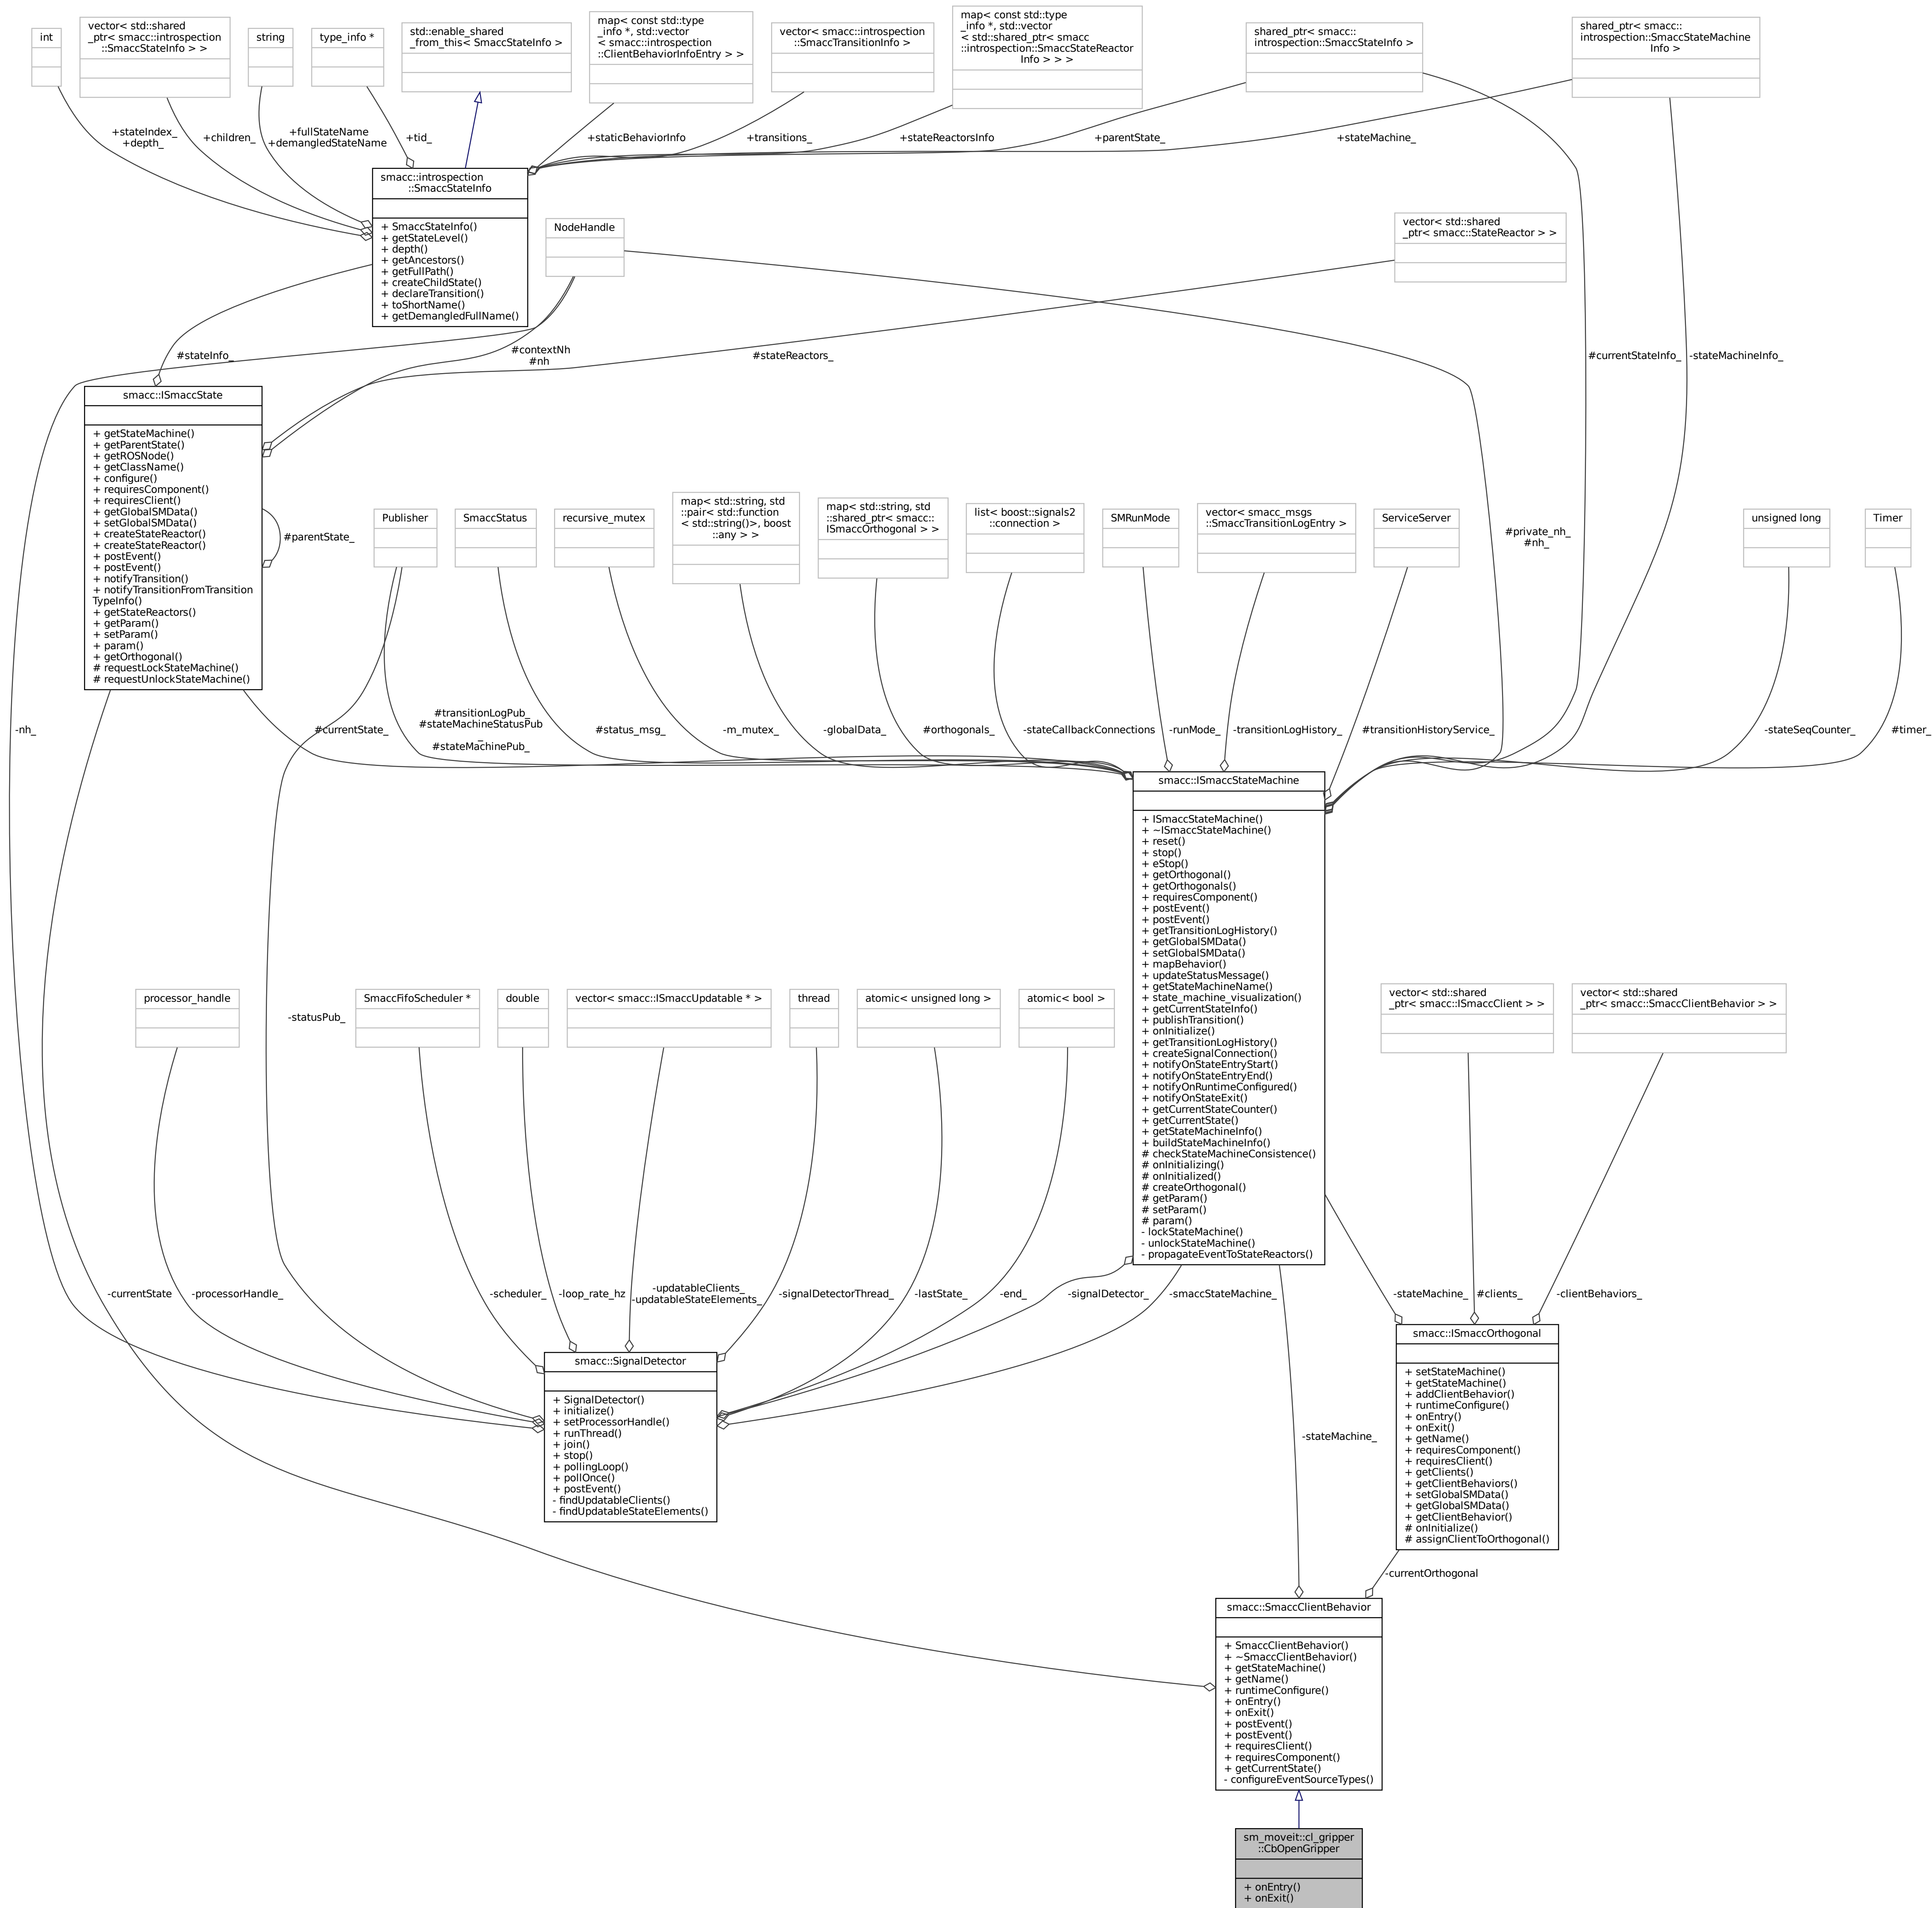 int
vector< std::shared
_ptr< smacc::introspection
::SmaccStateInfo > >
string
type_info *
std::enable_shared
_from_this< SmaccStateInfo >
map< const std::type
_info *, std::vector
< smacc::introspection
::ClientBehaviorInfoEntry > >
vector< smacc::introspection
::SmaccTransitionInfo >
map< const std::type
_info *, std::vector
< std::shared_ptr< smacc
::introspection::SmaccStateReactor
Info > > >
shared_ptr< smacc::
introspection::SmaccStateInfo >
shared_ptr< smacc::
introspection::SmaccStateMachine
Info >
+stateIndex_
+depth_
+children_
+fullStateName
+demangledStateName
+tid_
+staticBehaviorInfo
+transitions_
+stateReactorsInfo
+parentState_
+stateMachine_
smacc::introspection
::SmaccStateInfo
+ SmaccStateInfo()
+ getStateLevel()
+ depth()
+ getAncestors()
+ getFullPath()
+ createChildState()
+ declareTransition()
+ toShortName()
+ getDemangledFullName()
NodeHandle
vector< std::shared
_ptr< smacc::StateReactor > >
#stateInfo_
#contextNh
#nh
#stateReactors_
#currentStateInfo_
-stateMachineInfo_
smacc::ISmaccState
+ getStateMachine()
+ getParentState()
+ getROSNode()
+ getClassName()
+ configure()
+ requiresComponent()
+ requiresClient()
+ getGlobalSMData()
+ setGlobalSMData()
+ createStateReactor()
+ createStateReactor()
+ postEvent()
+ postEvent()
+ notifyTransition()
+ notifyTransitionFromTransition
TypeInfo()
+ getStateReactors()
+ getParam()
+ setParam()
+ param()
+ getOrthogonal()
# requestLockStateMachine()
# requestUnlockStateMachine()
#parentState_
Publisher
SmaccStatus
recursive_mutex
map< std::string, std
::pair< std::function
< std::string()>, boost
::any > >
map< std::string, std
::shared_ptr< smacc::
ISmaccOrthogonal > >
list< boost::signals2
::connection >
SMRunMode
vector< smacc_msgs
::SmaccTransitionLogEntry >
ServiceServer
#private_nh_
#nh_
unsigned long
Timer
-nh_
#currentState_
#transitionLogPub_
#stateMachineStatusPub
_
#stateMachinePub_
#status_msg_
-m_mutex_
-globalData_
#orthogonals_
-stateCallbackConnections
-runMode_
-transitionLogHistory_
#transitionHistoryService_
-stateSeqCounter_
#timer_
smacc::ISmaccStateMachine
+ ISmaccStateMachine()
+ ~ISmaccStateMachine()
+ reset()
+ stop()
+ eStop()
+ getOrthogonal()
+ getOrthogonals()
+ requiresComponent()
+ postEvent()
+ postEvent()
+ getTransitionLogHistory()
+ getGlobalSMData()
+ setGlobalSMData()
+ mapBehavior()
+ updateStatusMessage()
+ getStateMachineName()
+ state_machine_visualization()
+ getCurrentStateInfo()
+ publishTransition()
+ onInitialize()
+ getTransitionLogHistory()
+ createSignalConnection()
+ notifyOnStateEntryStart()
+ notifyOnStateEntryEnd()
+ notifyOnRuntimeConfigured()
+ notifyOnStateExit()
+ getCurrentStateCounter()
+ getCurrentState()
+ getStateMachineInfo()
+ buildStateMachineInfo()
# checkStateMachineConsistence()
# onInitializing()
# onInitialized()
# createOrthogonal()
# getParam()
# setParam()
# param()
- lockStateMachine()
- unlockStateMachine()
- propagateEventToStateReactors()
processor_handle
-statusPub_
SmaccFifoScheduler *
double
vector< smacc::ISmaccUpdatable * >
thread
atomic< unsigned long >
atomic< bool >
vector< std::shared
_ptr< smacc::ISmaccClient > >
vector< std::shared
_ptr< smacc::SmaccClientBehavior > >
-currentState
-processorHandle_
-scheduler_
-loop_rate_hz
-updatableClients_
-updatableStateElements_
-signalDetectorThread_
-lastState_
-end_
-signalDetector_
-smaccStateMachine_
-stateMachine_
#clients_
-clientBehaviors_
smacc::SignalDetector
+ SignalDetector()
+ initialize()
+ setProcessorHandle()
+ runThread()
+ join()
+ stop()
+ pollingLoop()
+ pollOnce()
+ postEvent()
- findUpdatableClients()
- findUpdatableStateElements()
smacc::ISmaccOrthogonal
+ setStateMachine()
+ getStateMachine()
+ addClientBehavior()
+ runtimeConfigure()
+ onEntry()
+ onExit()
+ getName()
+ requiresComponent()
+ requiresClient()
+ getClients()
+ getClientBehaviors()
+ setGlobalSMData()
+ getGlobalSMData()
+ getClientBehavior()
# onInitialize()
# assignClientToOrthogonal()
-stateMachine_
-currentOrthogonal
smacc::SmaccClientBehavior
+ SmaccClientBehavior()
+ ~SmaccClientBehavior()
+ getStateMachine()
+ getName()
+ runtimeConfigure()
+ onEntry()
+ onExit()
+ postEvent()
+ postEvent()
+ requiresClient()
+ requiresComponent()
+ getCurrentState()
- configureEventSourceTypes()
sm_moveit::cl_gripper
::CbOpenGripper
+ onEntry()
+ onExit()